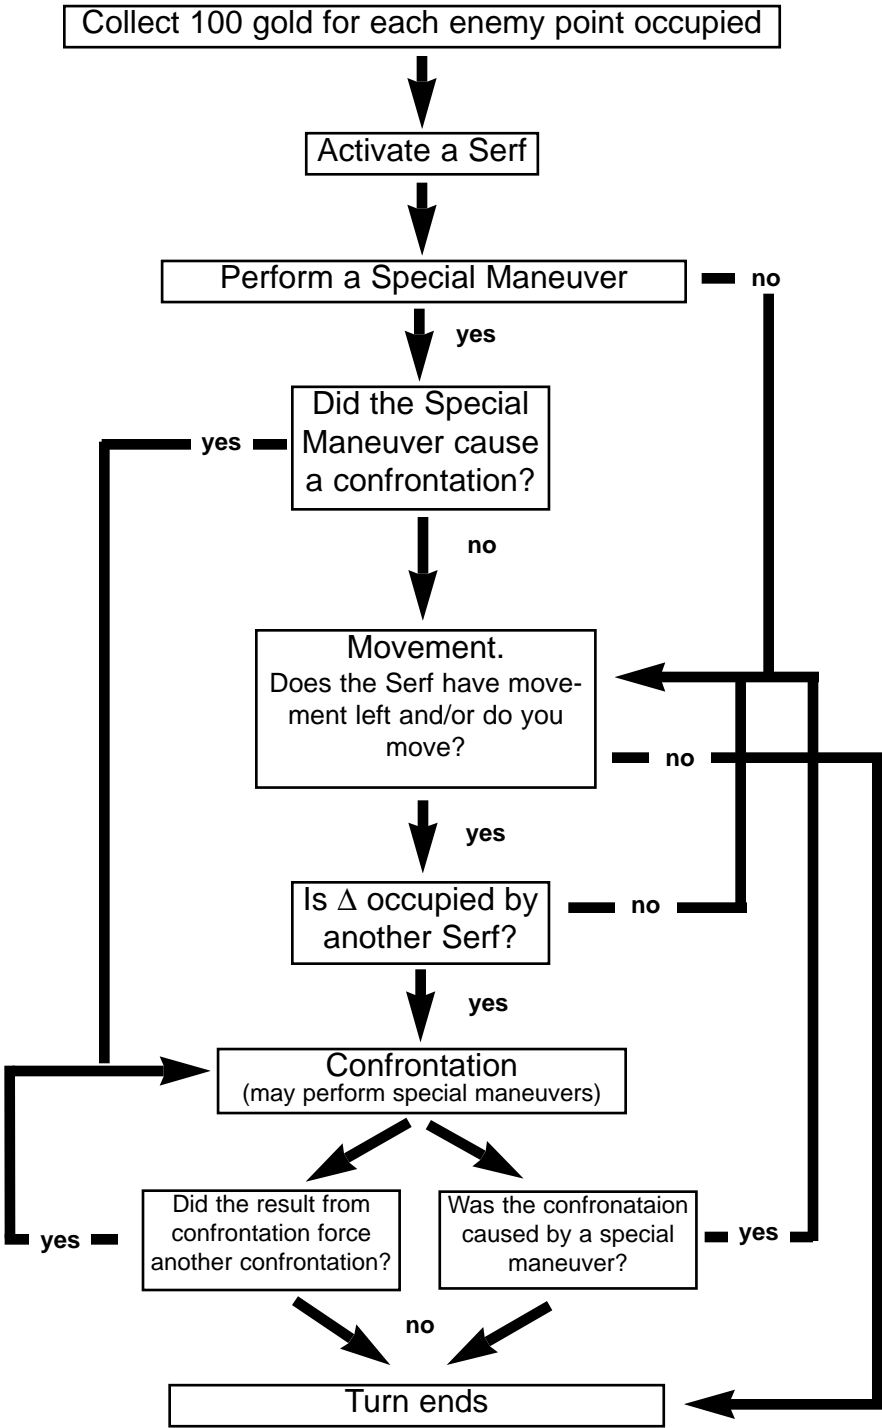 Collect 100 gold for each enemy point occupied
Activate a Serf
Perform a Special Maneuver
no
yes
Did the Special
Maneuver cause
a confrontation?
yes
no
Movement.
Does the Serf have move-
ment left and/or do you
move?
no
yes
Is Δ occupied by
another Serf?
no
yes
Confrontation
(may perform special maneuvers)
Did the result from
confrontation force
another confrontation?
yes
Was the confronataion
caused by a special
maneuver?
yes
no
Turn ends